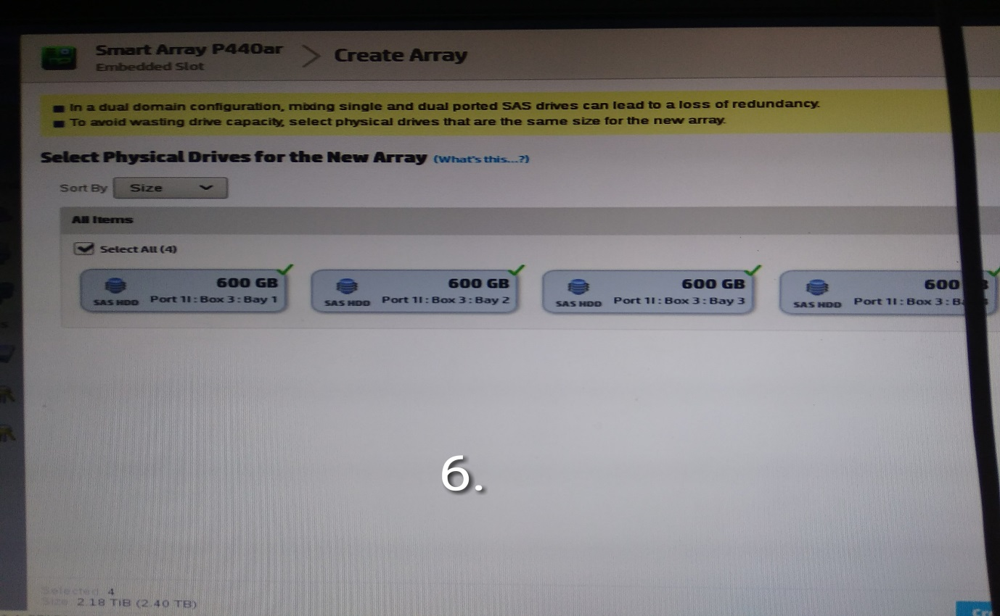 Smart Array P440ar
Embedded Slot
Create Array
In a dual domain configuration, mixing single and dual ported SAS drives can lead to a loss of redundancy.
To avoid wasting drive capacity, select physical drives that are the same size for the new array.
Select Physical Drives for the New Array (What's this...?)
Sort By Size
All Items
Select All (4)
600 GB
SAS HDD Port 1I : Box 3 : Bay 1
600 GB
SAS HDD Port 1I : Box 3 : Bay 2
600 GB
SAS HDD Port 1I : Box 3 : Bay 3
600
SAS HDD Port 1I : Box 3 :
6.
Selected 4
Size 2.18 TiB (2.40 TB)